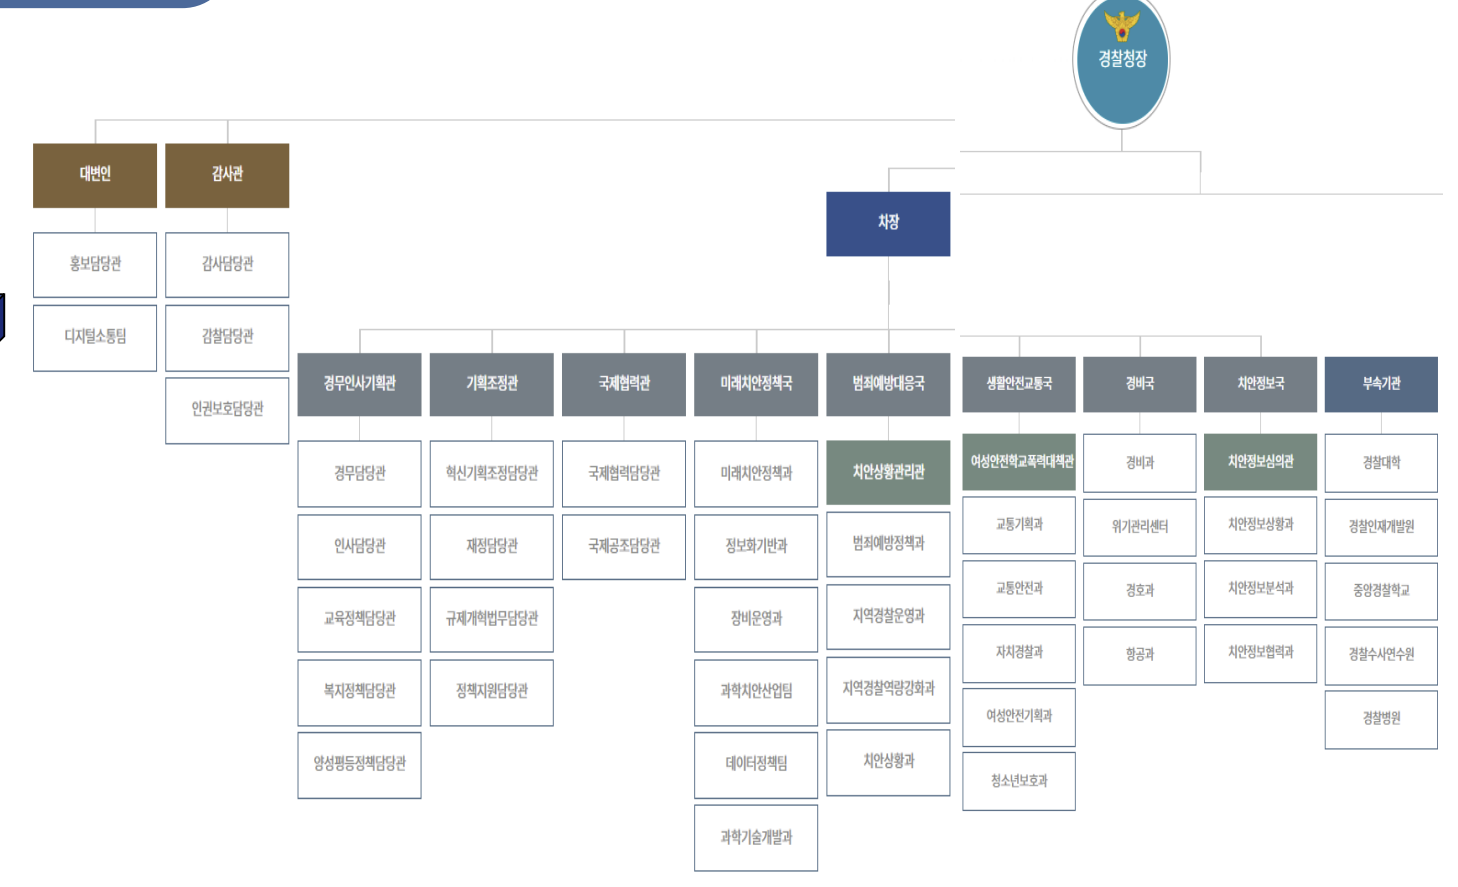 경찰청장
대변인
감사관
차장
홍보담당관
감사담당관
디지털소통팀
감찰담당관
인권보호담당관
경무인사기획관
기획조정관
국제협력관
미래치안정책국
범죄예방대응국
생활안전교통국
경비국
치안정보국
부속기관
경무담당관
혁신기획조정담당관
국제협력담당관
미래치안정책과
치안상황관리관
여성안전학교폭력대책관
경비과
치안정보심의관
경찰대학
인사담당관
재정담당관
국제공조담당관
정보화기반과
범죄예방정책과
교통기획과
위기관리센터
치안정보상황과
경찰인재개발원
교육정책담당관
규제개혁법무담당관
장비운영과
지역경찰운영과
교통안전과
경호과
치안정보분석과
중앙경찰학교
복지정책담당관
정책지원담당관
과학치안산업팀
지역경찰역량강화과
자치경찰과
항공과
치안정보협력과
경찰수사연수원
양성평등정책담당관
데이터정책팀
치안상황과
여성안전기획과
경찰병원
과학기술개발과
청소년보호과